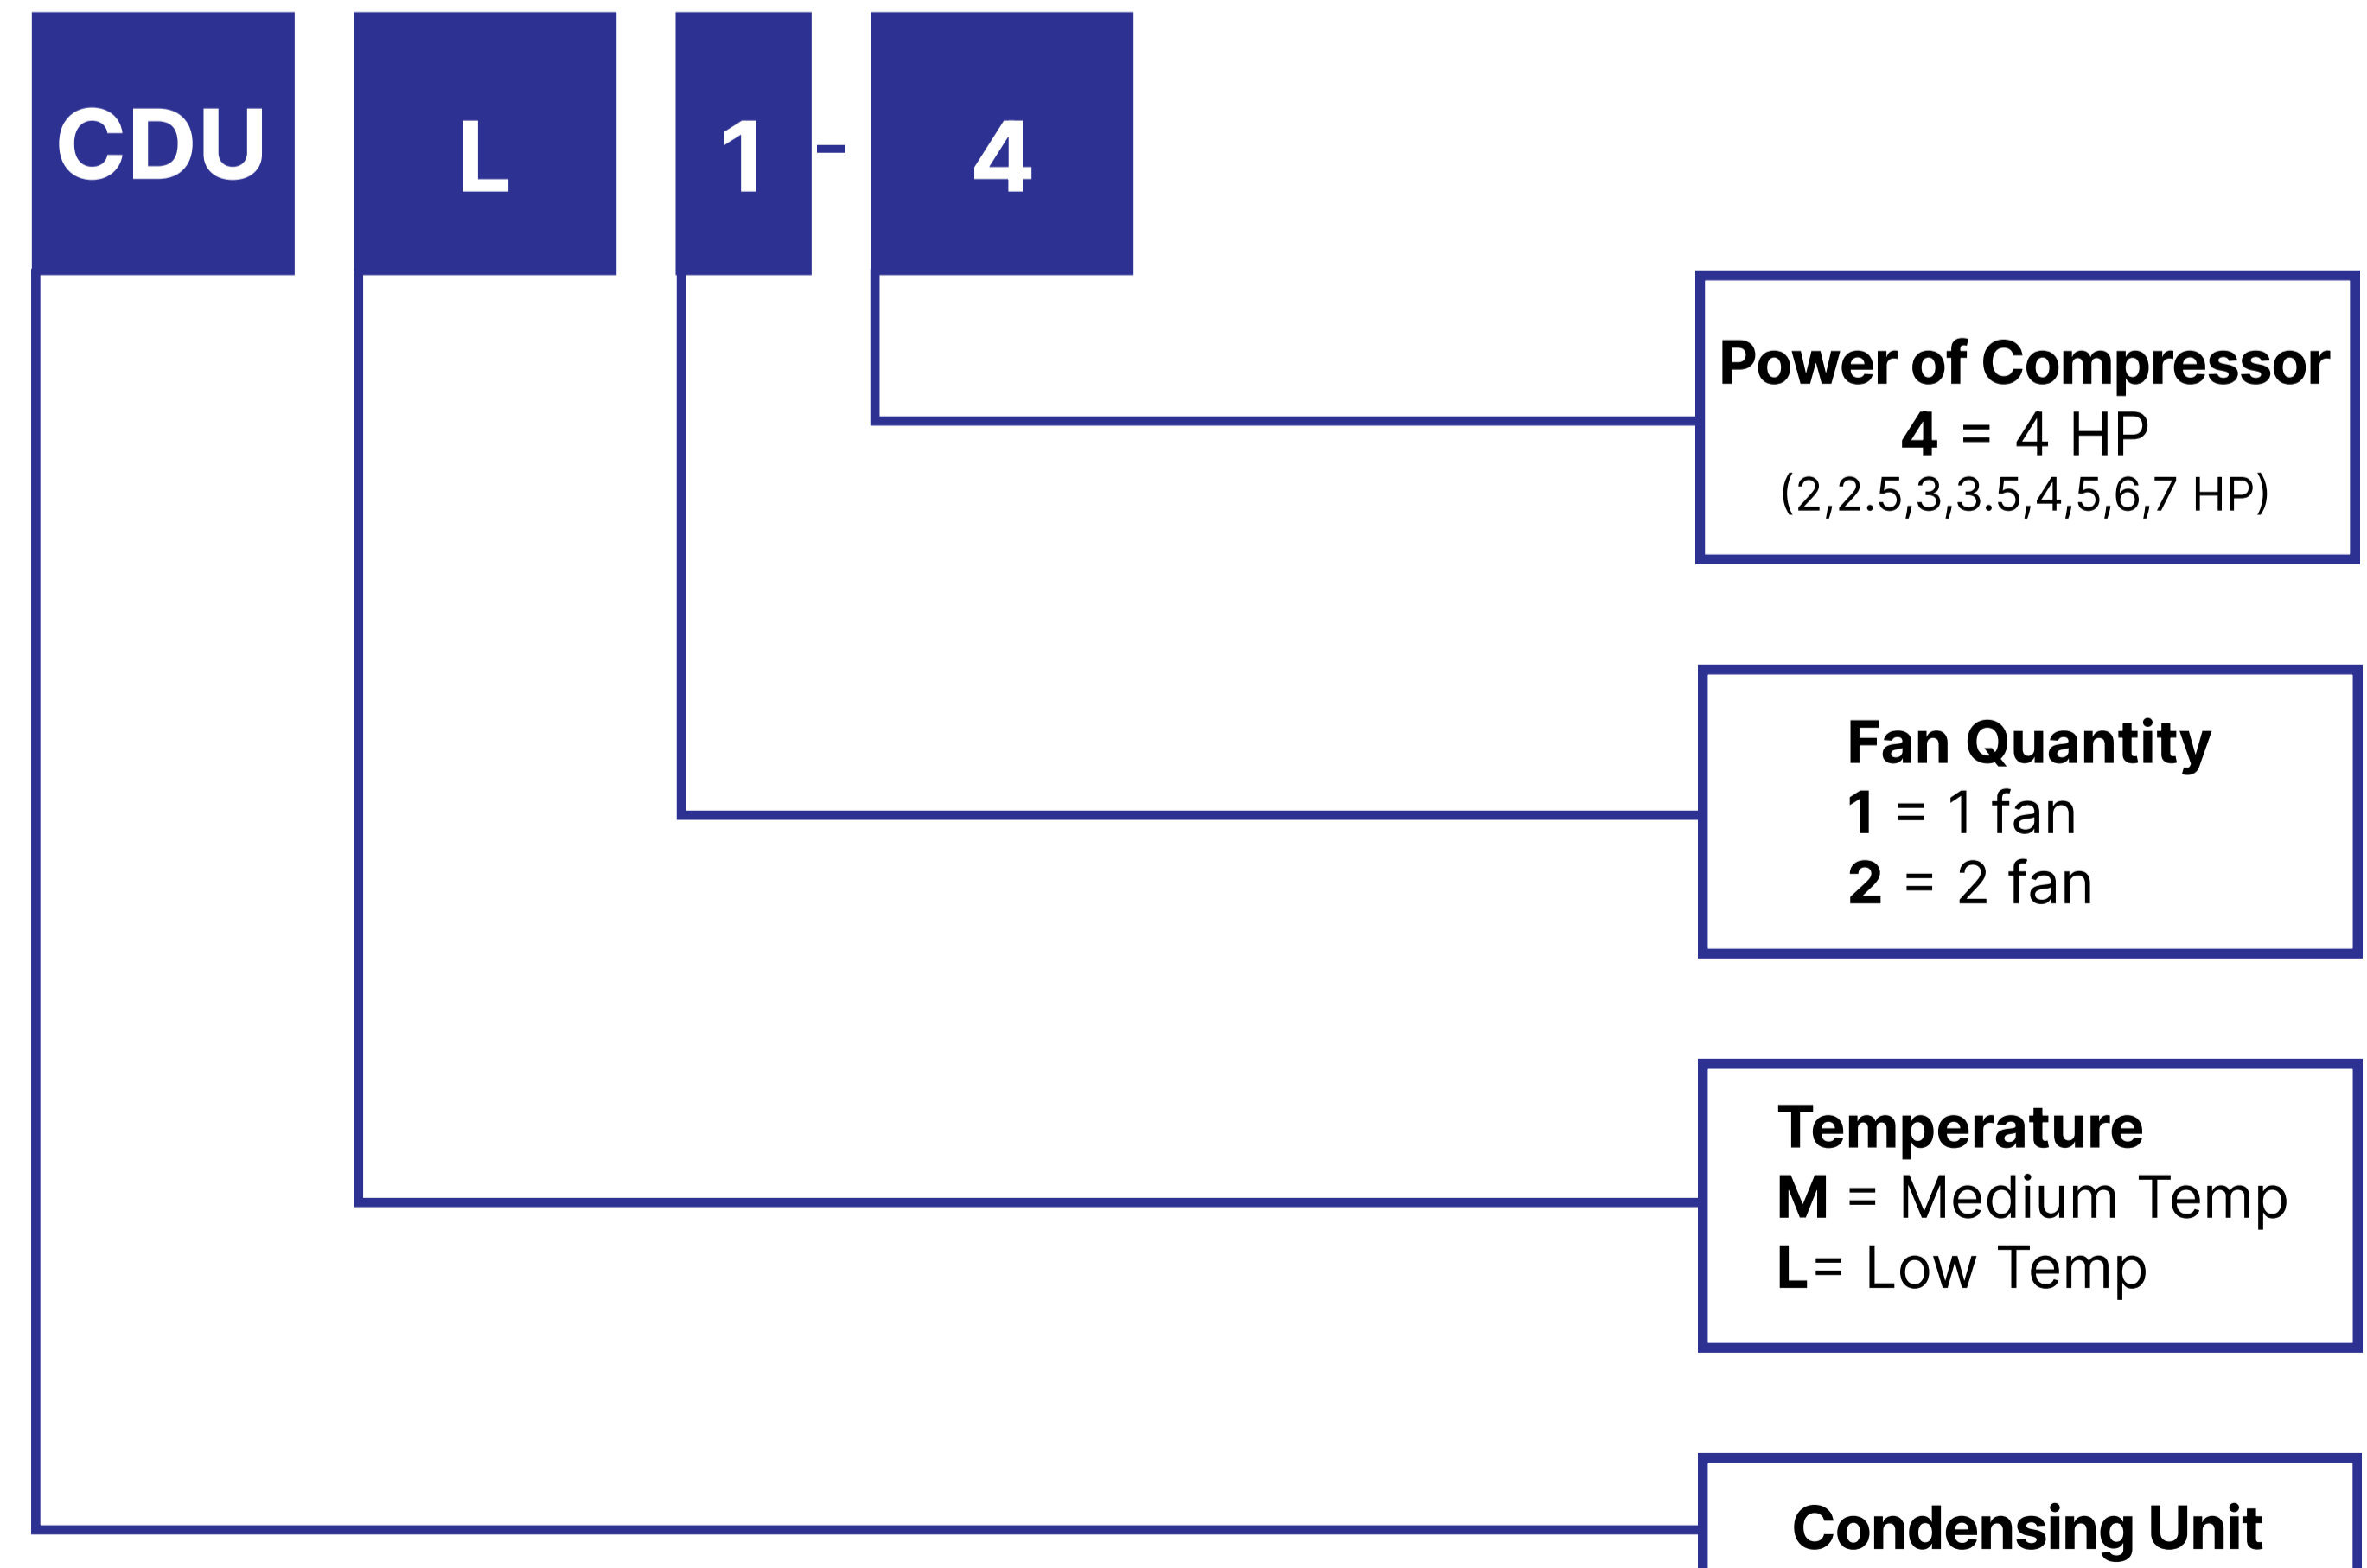 CDU L 1 - 4
Power of Compressor
4 = 4 HP
(2,2.5,3,3.5,4,5,6,7 HP)
Fan Quantity
1 = 1 fan
2 = 2 fan
Temperature
M = Medium Temp
L= Low Temp
Condensing Unit